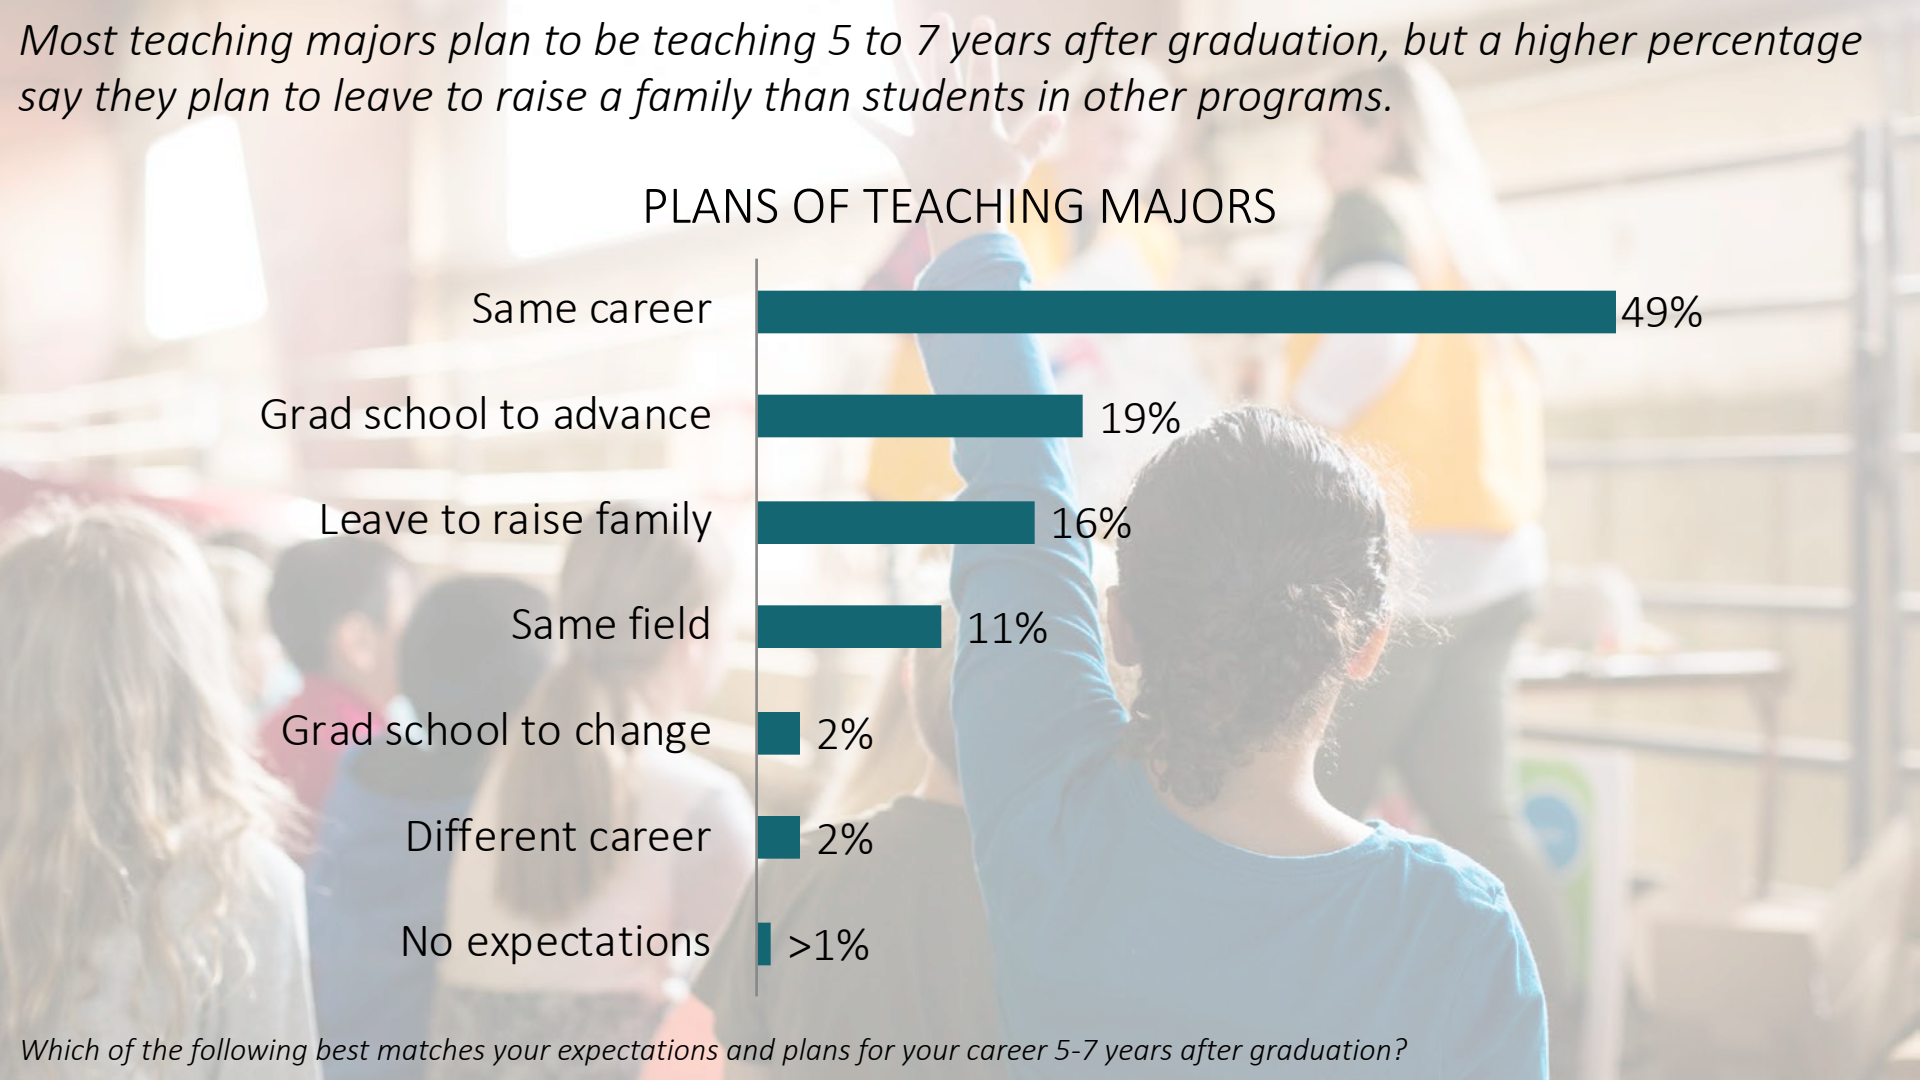 Most teaching majors plan to be teaching 5 to 7 years after graduation, but a higher percentage
say they plan to leave to raise a family than students in other programs.
PLANS OF TEACHING MAJORS
Same career 49%
Grad school to advance 19%
Leave to raise family 16%
Same field 11%
Grad school to change 2%
Different career 2%
No expectations >1%
Which of the following best matches your expectations and plans for your career 5-7 years after graduation?